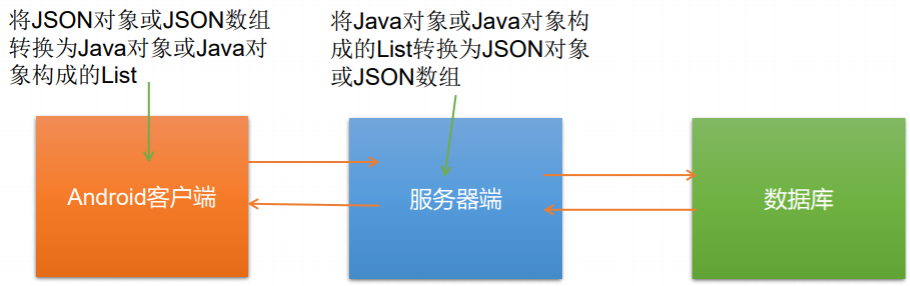 将JSON对象或JSON数组
转换为Java对象或Java对
象构成的List
将Java对象或Java对象构
成的List转换为JSON对象
或JSON数组
Android客户端
服务器端
数据库